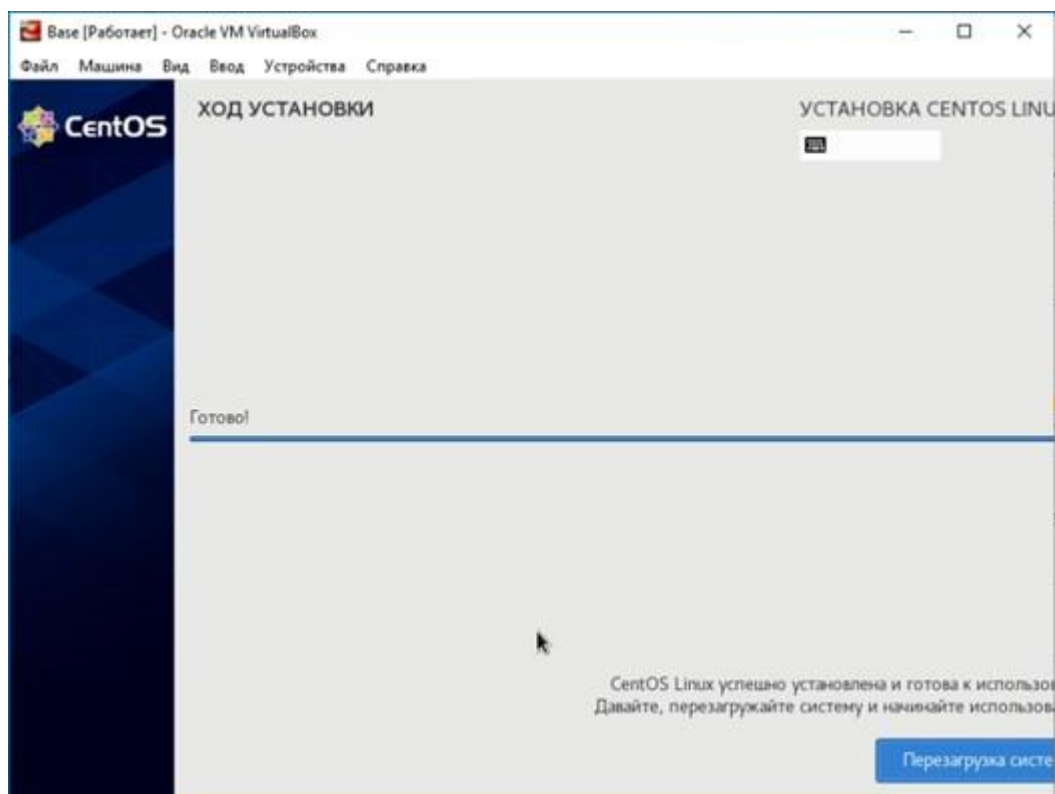 Base [Работает] - Oracle VM VirtualBox
Файл Машина Вид Ввод Устройства Справка
CentOS
ХОД УСТАНОВКИ
УСТАНОВКА CENTOS LINU
Готово!
CentOS Linux успешно установлена и готова к использо
Давайте, перезагружайте систему и начинайте использов
Перезагрузка систе